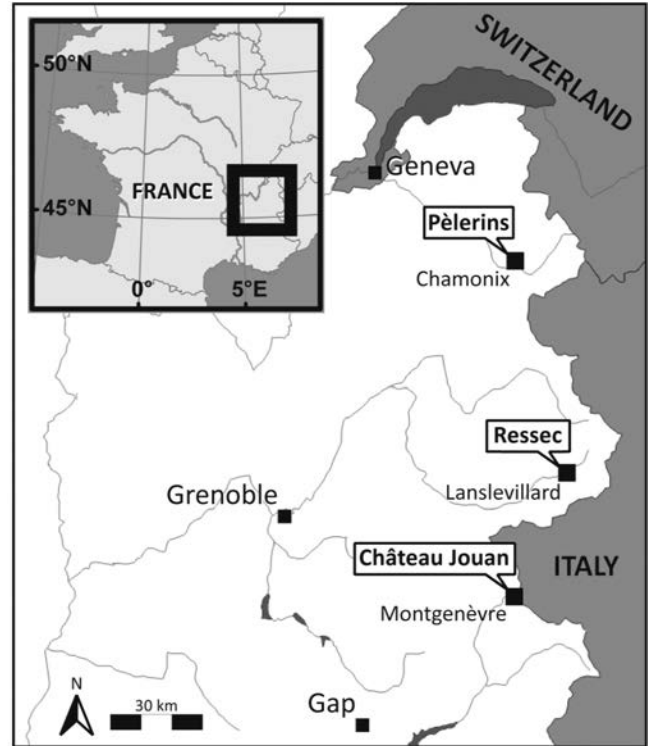 SWITZERLAND
50°N
FRANCE
45°N
0°
5°E
Geneva
Pèlerins
Chamonix
Ressec
Lanslevillard
Grenoble
Château Jouan
ITALY
Montgenèvre
N
30 km
Gap